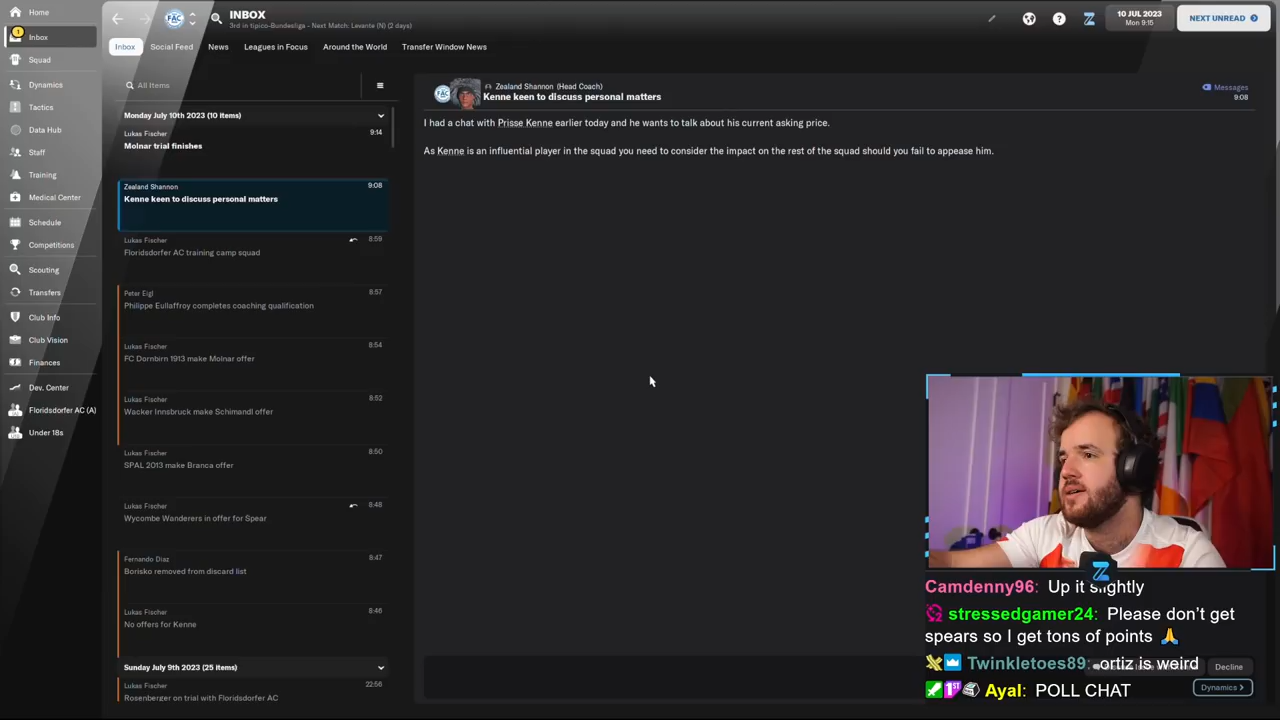 Home
Inbox
1
Squad
Dynamics
Tactics
Data Hub
Staff
Training
Medical Center
Schedule
Competitions
Scouting
Transfers
Club Info
Club Vision
Finances
Dev. Center
Floridsdorfer AC (A)
Under 18s
FAC
INBOX
3rd in tipico-Bundesliga - Next Match: Levante (N) (2 days)
10 JUL 2023
Mon 9:15
NEXT UNREAD
Inbox
Social Feed
News
Leagues in Focus
Around the World
Transfer Window News
All Items
Monday July 10th 2023 (10 items)
Lukas Fischer 9:14
Molnar trial finishes
Zealand Shannon 9:08
Kenne keen to discuss personal matters
Lukas Fischer 8:59
Floridsdorfer AC training camp squad
Peter Eigl 8:57
Philippe Eullaffroy completes coaching qualification
Lukas Fischer 8:54
FC Dornbirn 1913 make Molnar offer
Lukas Fischer 8:52
Wacker Innsbruck make Schimandl offer
Lukas Fischer 8:50
SPAL 2013 make Branca offer
Lukas Fischer 8:48
Wycombe Wanderers in offer for Spear
Fernando Diaz 8:47
Borisko removed from discard list
Lukas Fischer 8:46
No offers for Kenne
Sunday July 9th 2023 (25 items)
Lukas Fischer 22:56
Rosenberg on trial with Floridsdorfer AC
FAC
Zealand Shannon (Head Coach)
Kenne keen to discuss personal matters
Messages
9:08
I had a chat with Prisse Kenne earlier today and he wants to talk about his current asking price.
As Kenne is an influential player in the squad you need to consider the impact on the rest of the squad should you fail to appease him.
Camdenny96: Up it slightly
stressedgamer24: Please don't get
spears so I get tons of points 🙏
Twinkletoes89: ortiz is weird
Decline
1ST Ayal: POLL CHAT
Dynamics >